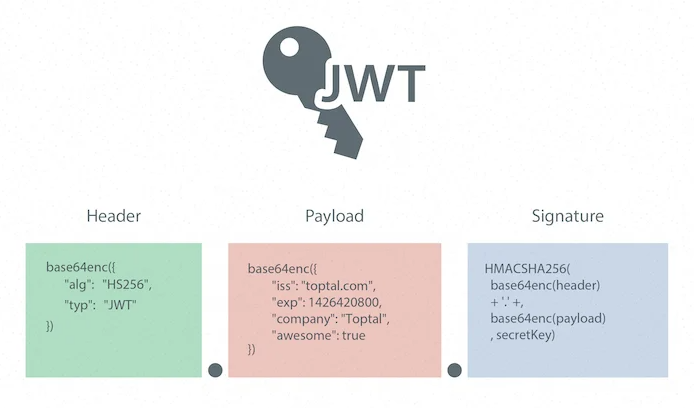 JWT
Header
base64enc({
"alg": "HS256",
"typ": "JWT"
})
Payload
base64enc({
"iss": "toptal.com",
"exp": 1426420800,
"company": "Toptal",
"awesome": true
})
Signature
HMACSHA256(
base64enc(header)
+ '.' +,
base64enc(payload)
, secretKey)